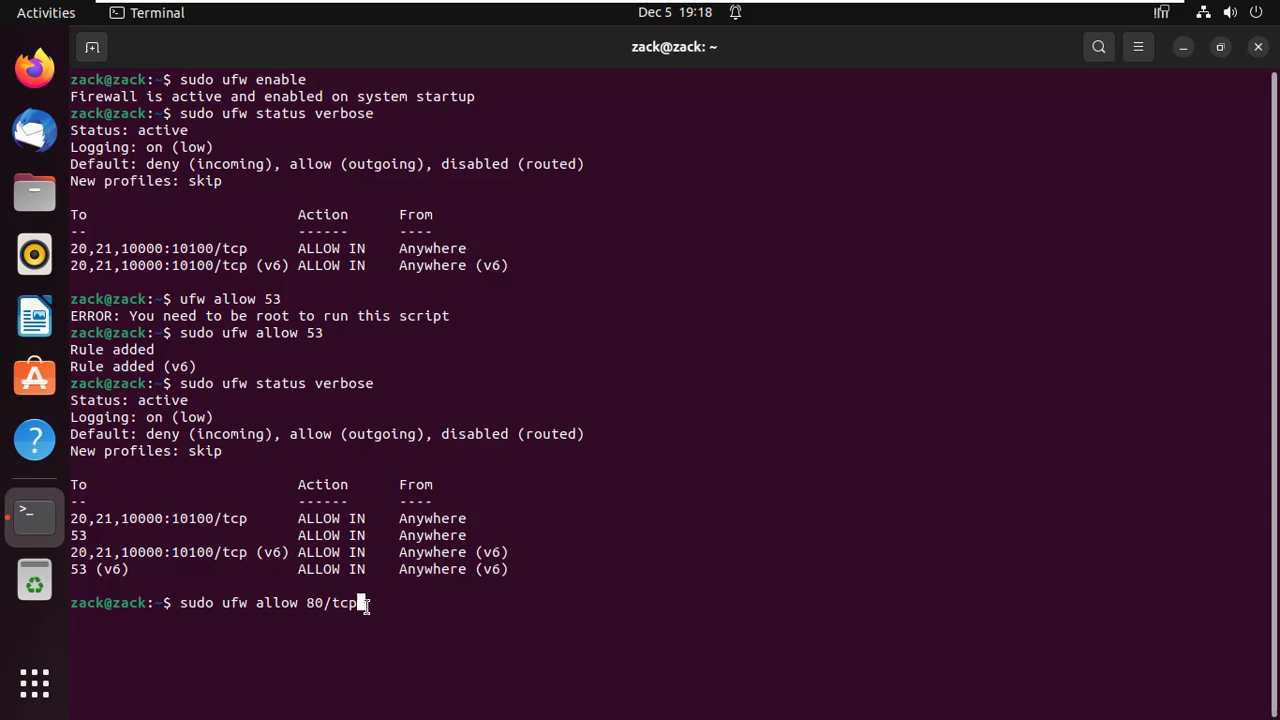 Activities Terminal Dec 5 19:18
zack@zack: ~
zack@zack:~$ sudo ufw enable
Firewall is active and enabled on system startup
zack@zack:~$ sudo ufw status verbose
Status: active
Logging: on (low)
Default: deny (incoming), allow (outgoing), disabled (routed)
New profiles: skip
To Action From
-- ------ ----
20,21,10000:10100/tcp ALLOW IN Anywhere
20,21,10000:10100/tcp (v6) ALLOW IN Anywhere (v6)
zack@zack:~$ ufw allow 53
ERROR: You need to be root to run this script
zack@zack:~$ sudo ufw allow 53
Rule added
Rule added (v6)
zack@zack:~$ sudo ufw status verbose
Status: active
Logging: on (low)
Default: deny (incoming), allow (outgoing), disabled (routed)
New profiles: skip
To Action From
-- ------ ----
20,21,10000:10100/tcp ALLOW IN Anywhere
53 ALLOW IN Anywhere
20,21,10000:10100/tcp (v6) ALLOW IN Anywhere (v6)
53 (v6) ALLOW IN Anywhere (v6)
zack@zack:~$ sudo ufw allow 80/tcp